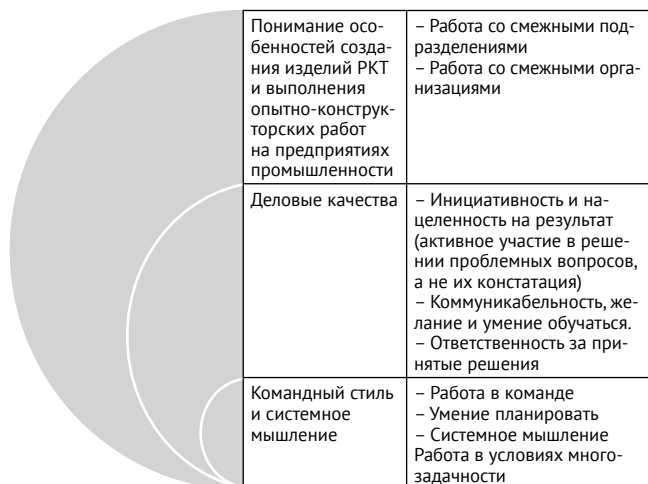 Понимание осо-
бенностей созда-
ния изделий РКТ
и выполнения
опытно-конструк-
торских работ
на предприятиях
промышленности
– Работа со смежными под-
разделениями
– Работа со смежными орга-
низациями
Деловые качества
– Инициативность и на-
целенность на результат
(активное участие в реше-
нии проблемных вопросов,
а не их констатация)
– Коммуникабельность, же-
лание и умение обучаться.
– Ответственность за при-
нятые решения
Командный стиль
и системное
мышление
– Работа в команде
– Умение планировать
– Системное мышление
Работа в условиях много-
задачности